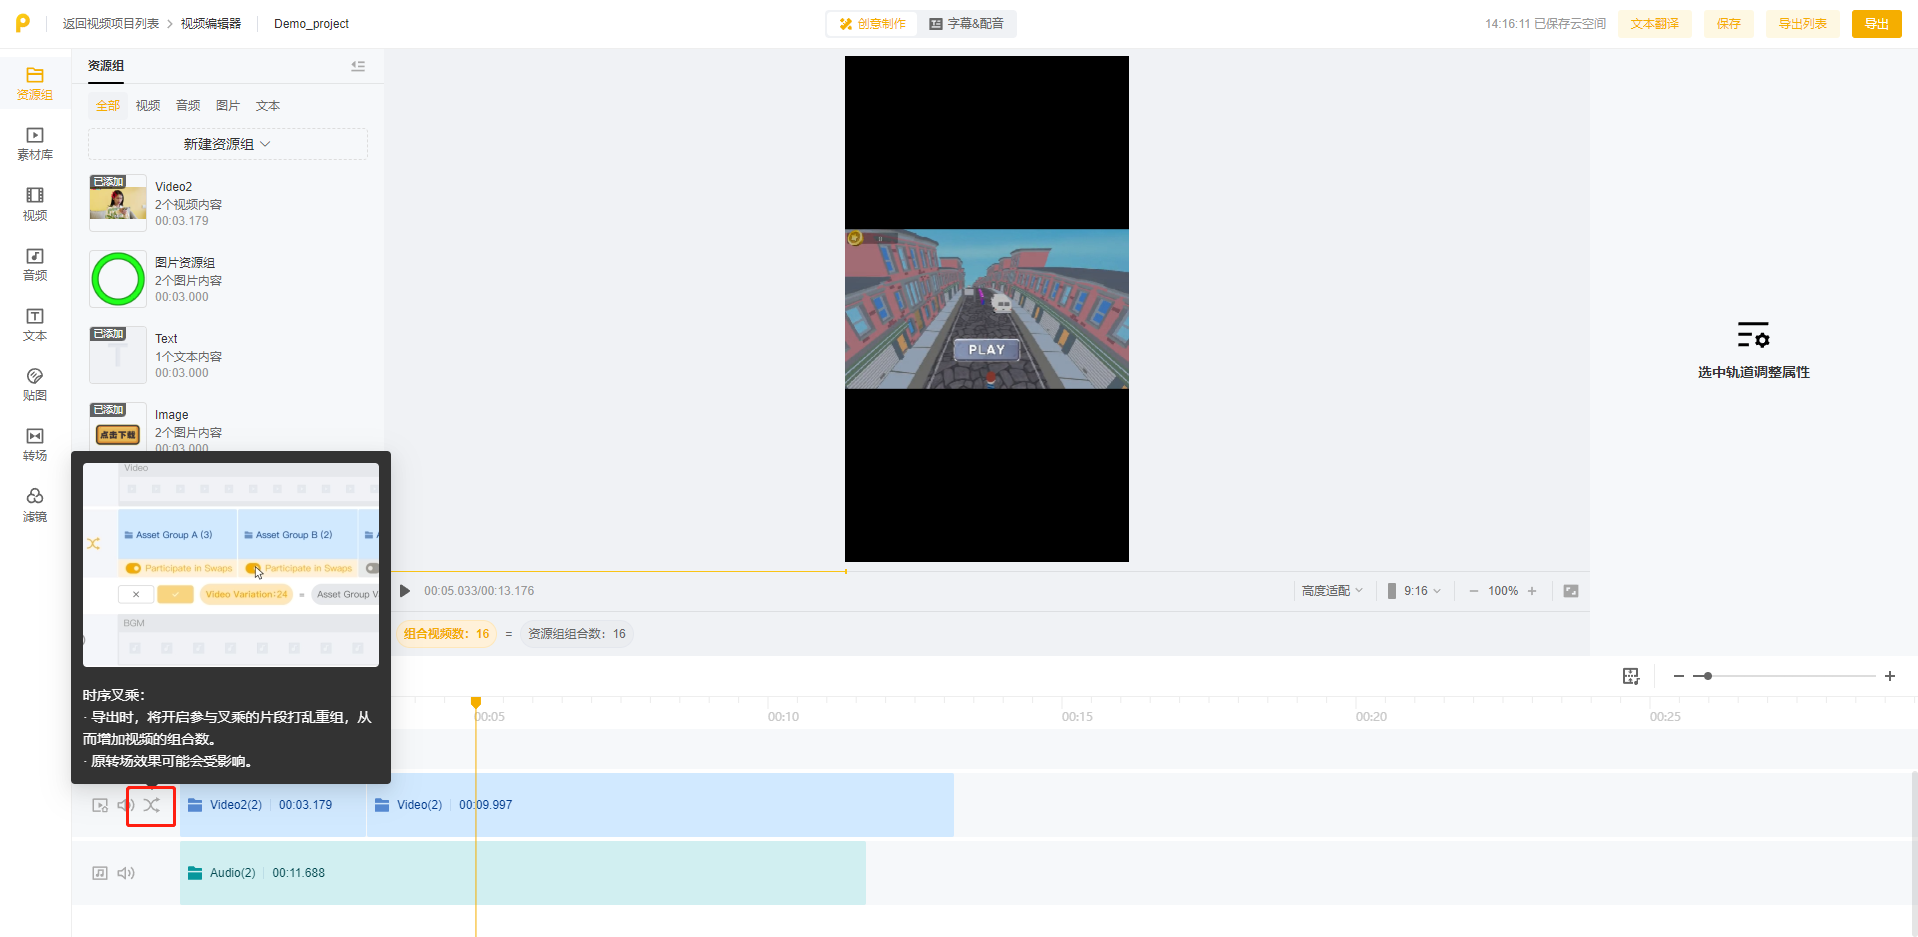 返回视频项目列表 > 视频编辑器 Demo_project
创意制作 字幕&配音
14:16:11 已保存云空间 文本翻译 保存 导出列表 导出
资源组
素材库
视频
音频
文本
贴图
转场
滤镜
资源组
全部 视频 音频 图片 文本
新建资源组
已添加
Video2
2个视频内容
00:03.179
图片资源组
2个图片内容
00:03.000
已添加
Text
1个文本内容
00:03.000
已添加
点击下载
Image
2个图片内容
00:03.000
PLAY
选中轨道调整属性
Video
Asset Group A (3) Asset Group B (2)
Participate in Swaps Participate in Swaps
Video Variation:24 = Asset Group V
BGM
时序叉乘:
· 导出时，将开启参与叉乘的片段打乱重组，从
而增加视频的组合数。
· 原转场效果可能会受影响。
00:05.033/00:13.176 高度适配 9:16 100%
组合视频数: 16 = 资源组组合数: 16
00:05 00:10 00:15 00:20 00:25
Video2(2) 00:03.179 Video(2) 00:09.997
Audio(2) 00:11.688